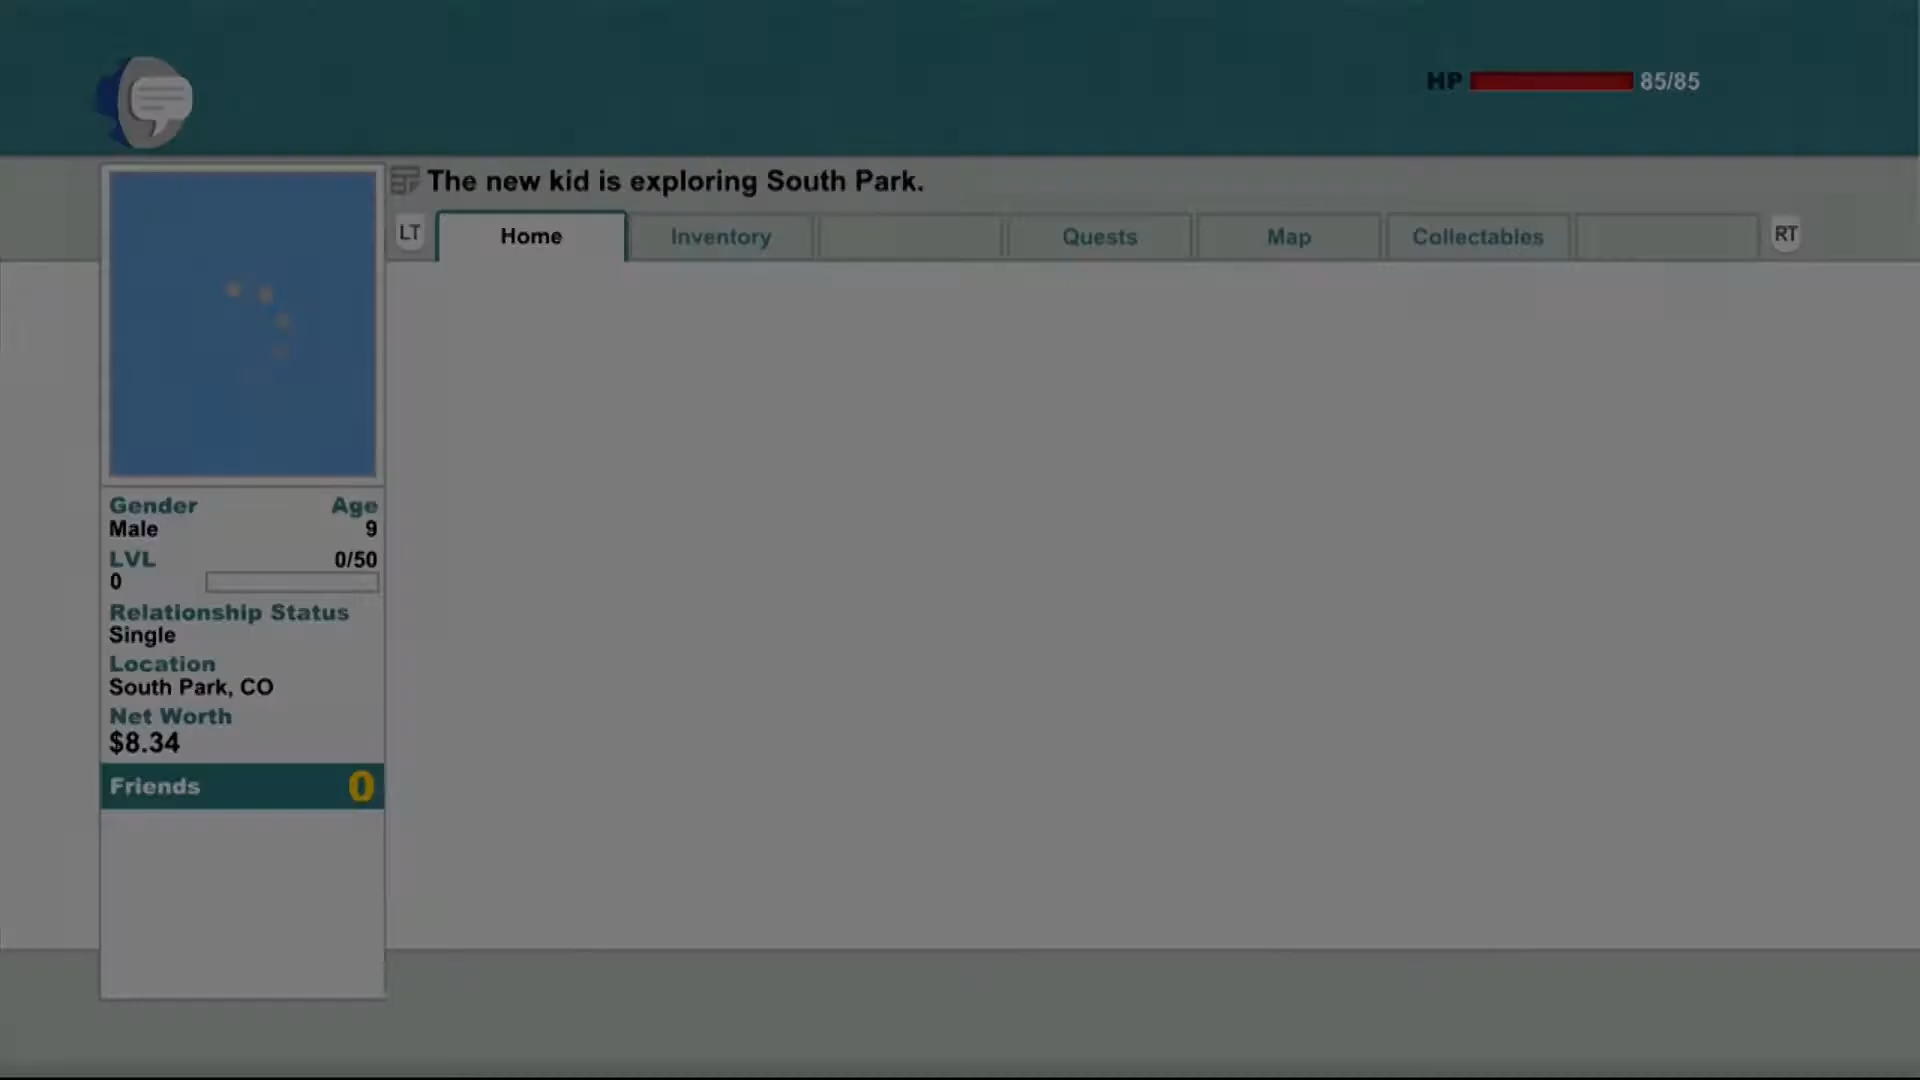 HP 85/85
The new kid is exploring South Park.
LT Home Inventory Quests Map Collectables RT
Gender Age
Male 9
LVL 0/50
0
Relationship Status
Single
Location
South Park, CO
Net Worth
$8.34
Friends 0